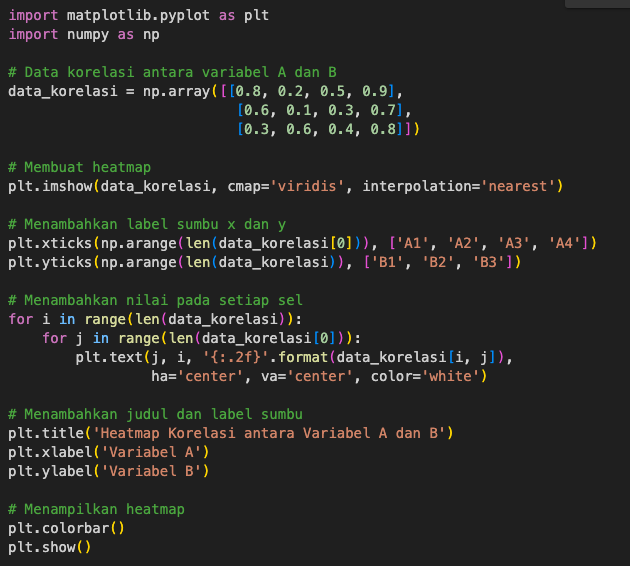 import matplotlib.pyplot as plt
import numpy as np

# Data korelasi antara variabel A dan B
data_korelasi = np.array([[0.8, 0.2, 0.5, 0.9],
                           [0.6, 0.1, 0.3, 0.7],
                           [0.3, 0.6, 0.4, 0.8]])

# Membuat heatmap
plt.imshow(data_korelasi, cmap='viridis', interpolation='nearest')

# Menambahkan label sumbu x dan y
plt.xticks(np.arange(len(data_korelasi[0])), ['A1', 'A2', 'A3', 'A4'])
plt.yticks(np.arange(len(data_korelasi)), ['B1', 'B2', 'B3'])

# Menambahkan nilai pada setiap sel
for i in range(len(data_korelasi)):
    for j in range(len(data_korelasi[0])):
        plt.text(j, i, '{:.2f}'.format(data_korelasi[i, j]),
                 ha='center', va='center', color='white')

# Menambahkan judul dan label sumbu
plt.title('Heatmap Korelasi antara Variabel A dan B')
plt.xlabel('Variabel A')
plt.ylabel('Variabel B')

# Menampilkan heatmap
plt.colorbar()
plt.show()